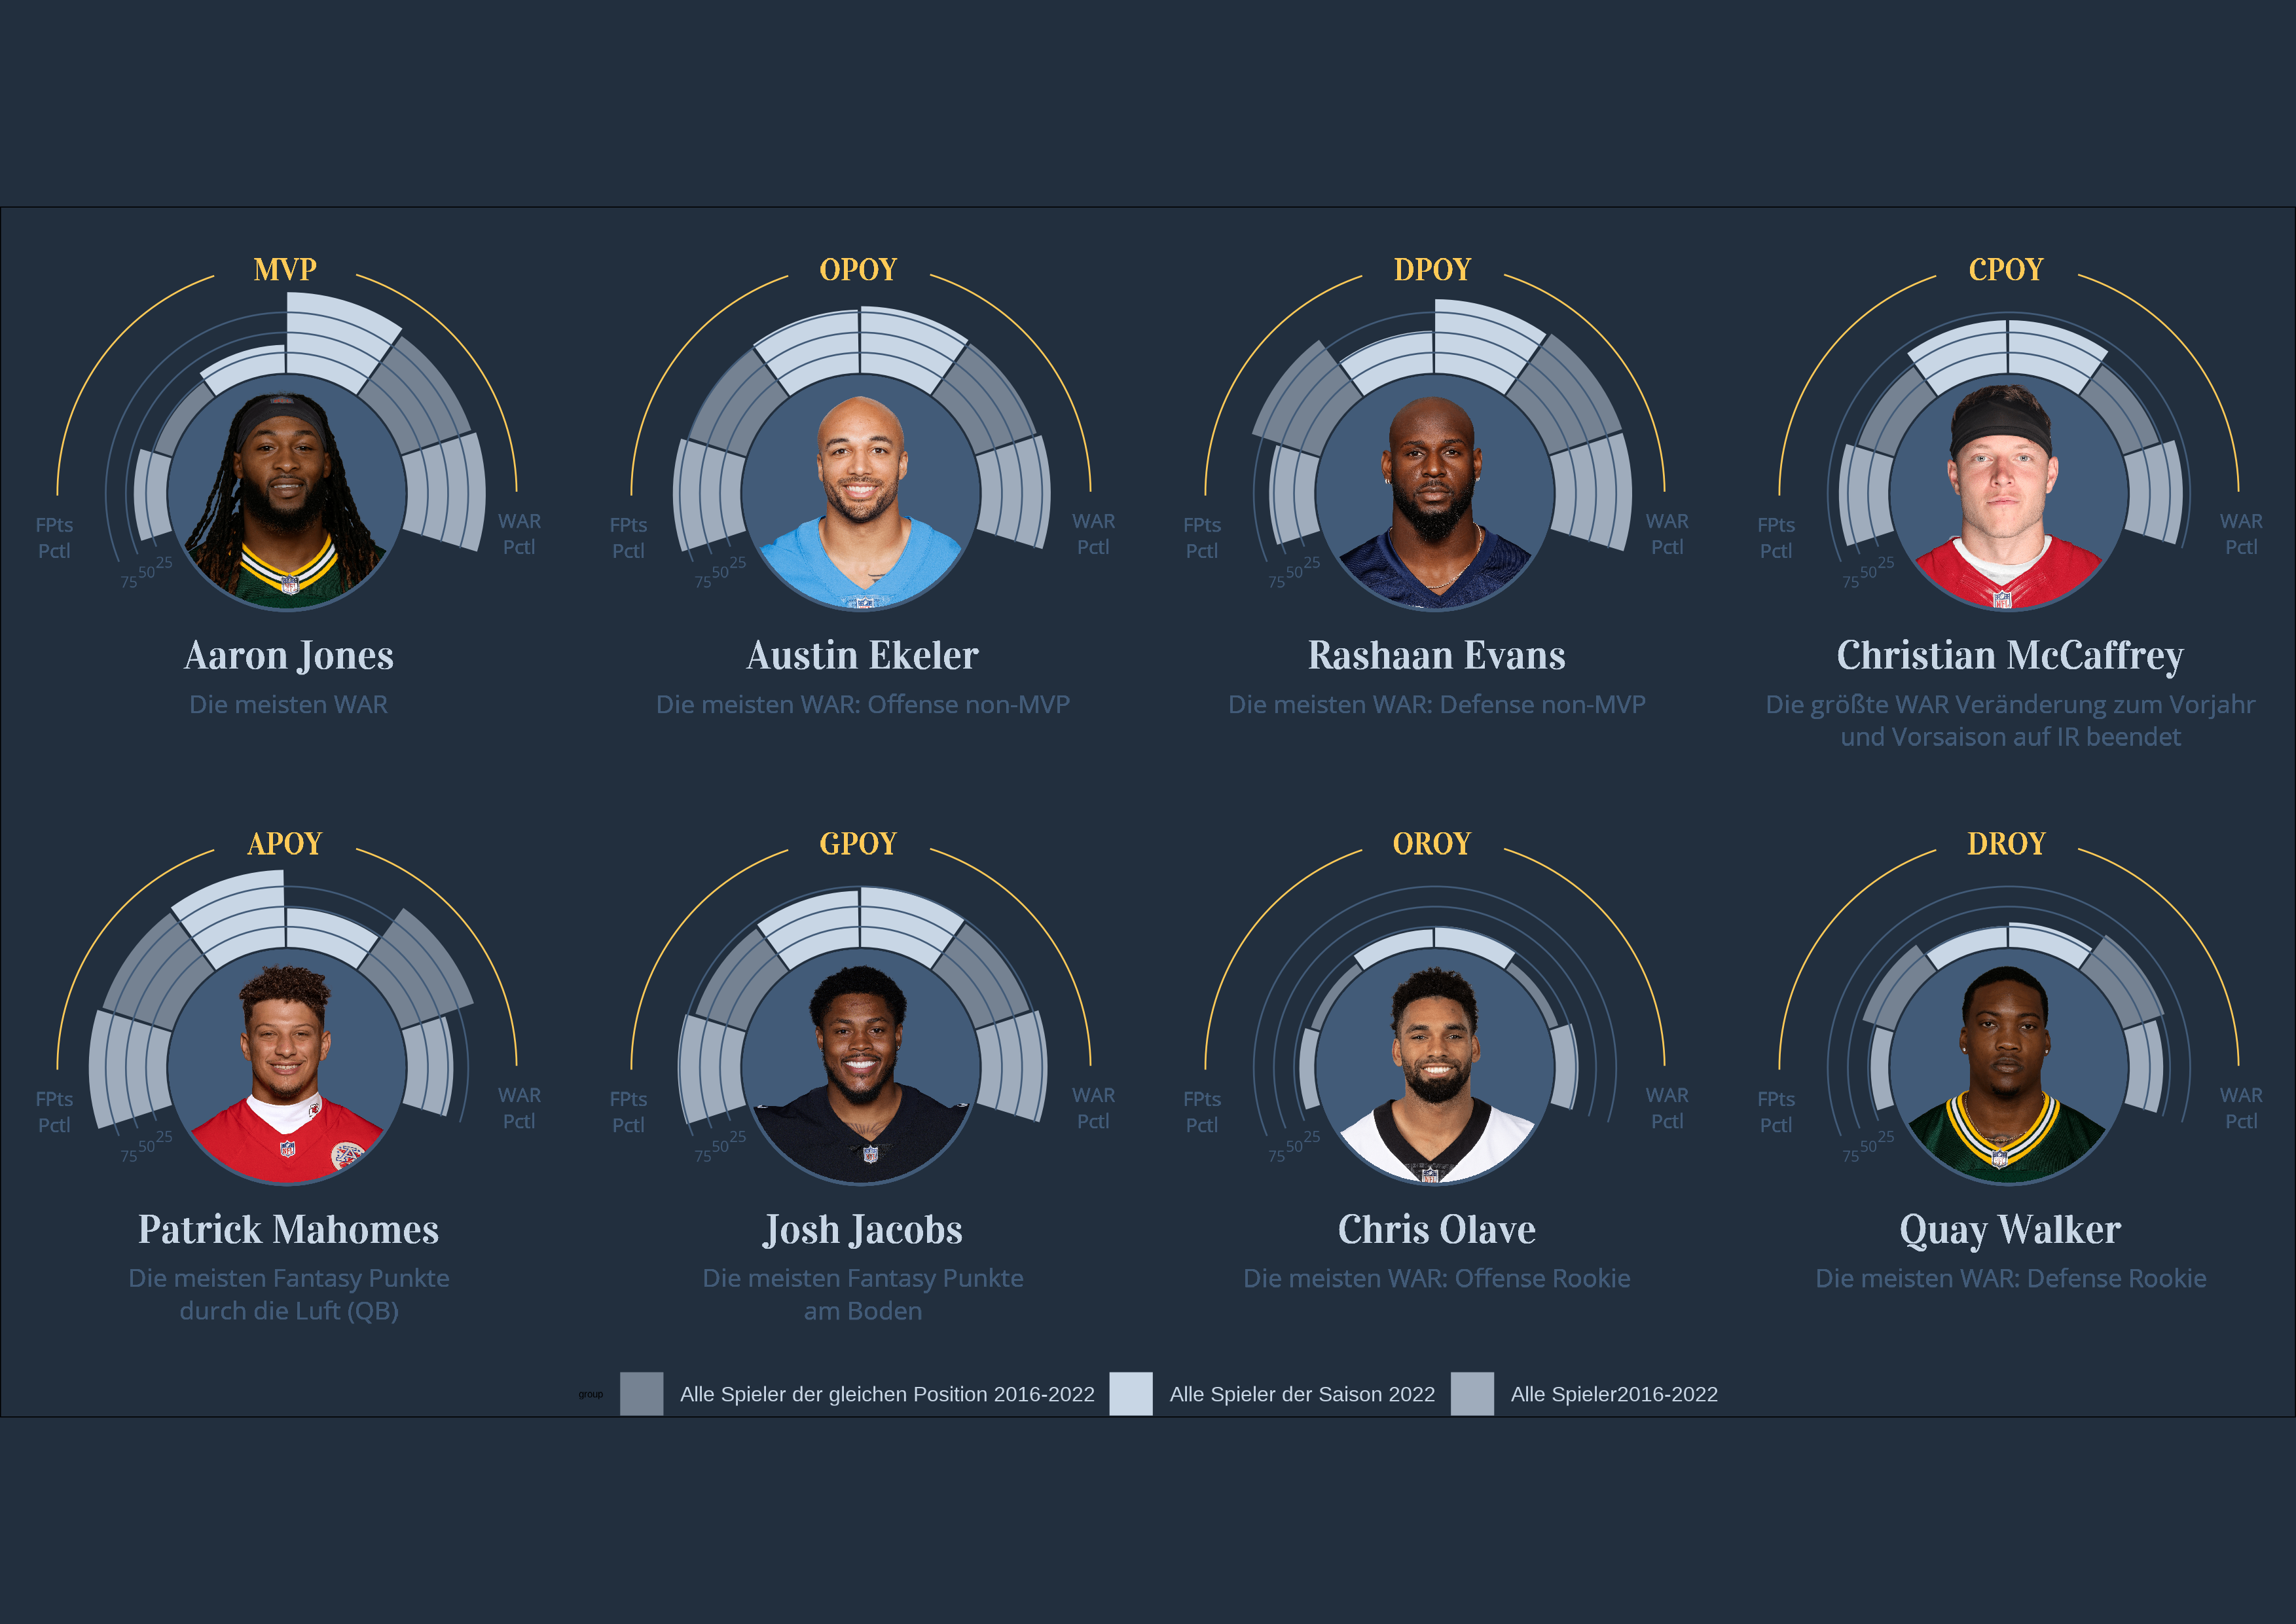 MVP
OPOY
DPOY
CPOY
FPts
Pctl
75
50
25
WAR
Pctl
FPts
Pctl
75
50
25
WAR
Pctl
FPts
Pctl
75
50
25
WAR
Pctl
FPts
Pctl
75
50
25
WAR
Pctl
Aaron Jones
Die meisten WAR
Austin Ekeler
Die meisten WAR: Offense non-MVP
Rashaan Evans
Die meisten WAR: Defense non-MVP
Christian McCaffrey
Die größte WAR Veränderung zum Vorjahr
und Vorsaison auf IR beendet
APOY
GPOY
OROY
DROY
FPts
Pctl
75
50
25
WAR
Pctl
FPts
Pctl
75
50
25
WAR
Pctl
FPts
Pctl
75
50
25
WAR
Pctl
FPts
Pctl
75
50
25
WAR
Pctl
Patrick Mahomes
Die meisten Fantasy Punkte
durch die Luft (QB)
Josh Jacobs
Die meisten Fantasy Punkte
am Boden
Chris Olave
Die meisten WAR: Offense Rookie
Quay Walker
Die meisten WAR: Defense Rookie
group
Alle Spieler der gleichen Position 2016-2022
Alle Spieler der Saison 2022
Alle Spieler2016-2022